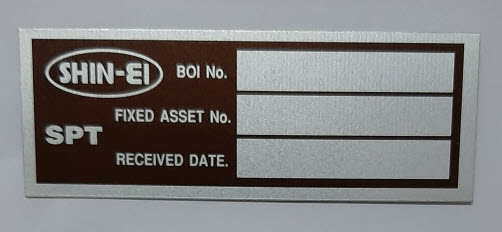 SHIN-EI
BOI No.
FIXED ASSET No.
SPT
RECEIVED DATE.